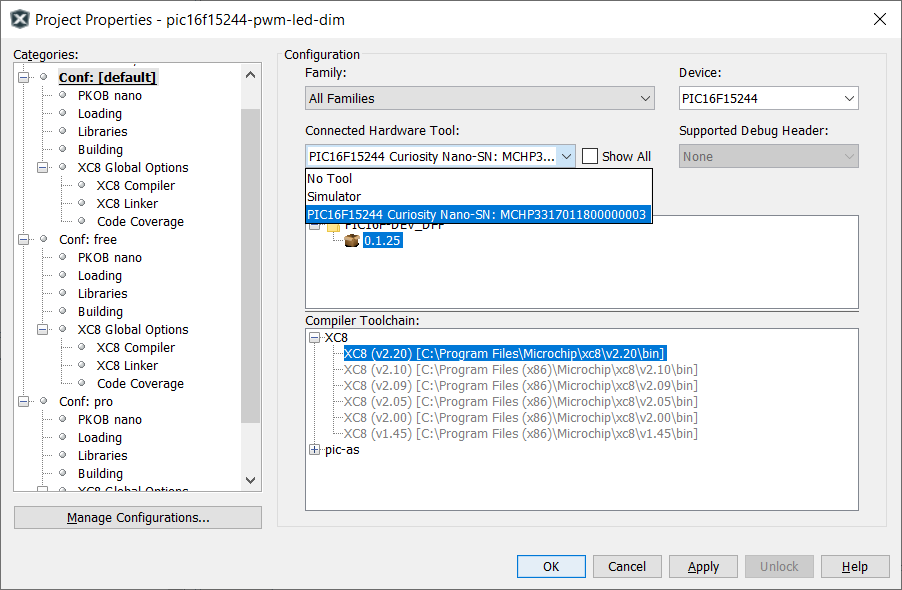 Project Properties - pic16f15244-pwm-led-dim
Categories:
Conf: [default]
PKOB nano
Loading
Libraries
Building
XC8 Global Options
XC8 Compiler
XC8 Linker
Code Coverage
Conf: free
PKOB nano
Loading
Libraries
Building
XC8 Global Options
XC8 Compiler
XC8 Linker
Code Coverage
Conf: pro
PKOB nano
Loading
Libraries
Building
XC8 Global Options
Manage Configurations...
Configuration
Family:
Device:
All Families
PIC16F15244
Connected Hardware Tool:
Supported Debug Header:
PIC16F15244 Curiosity Nano-SN: MCHP3...
Show All
None
No Tool
Simulator
PIC16F15244 Curiosity Nano-SN: MCHP3317011800000003
PIC16F-DEV_DFP
0.1.25
Compiler Toolchain:
XC8
XC8 (v2.20) [C:\Program Files\Microchip\xc8\v2.20\bin]
XC8 (v2.10) [C:\Program Files (x86)\Microchip\xc8\v2.10\bin]
XC8 (v2.09) [C:\Program Files (x86)\Microchip\xc8\v2.09\bin]
XC8 (v2.05) [C:\Program Files (x86)\Microchip\xc8\v2.05\bin]
XC8 (v2.00) [C:\Program Files (x86)\Microchip\xc8\v2.00\bin]
XC8 (v1.45) [C:\Program Files (x86)\Microchip\xc8\v1.45\bin]
pic-as
OK
Cancel
Apply
Unlock
Help